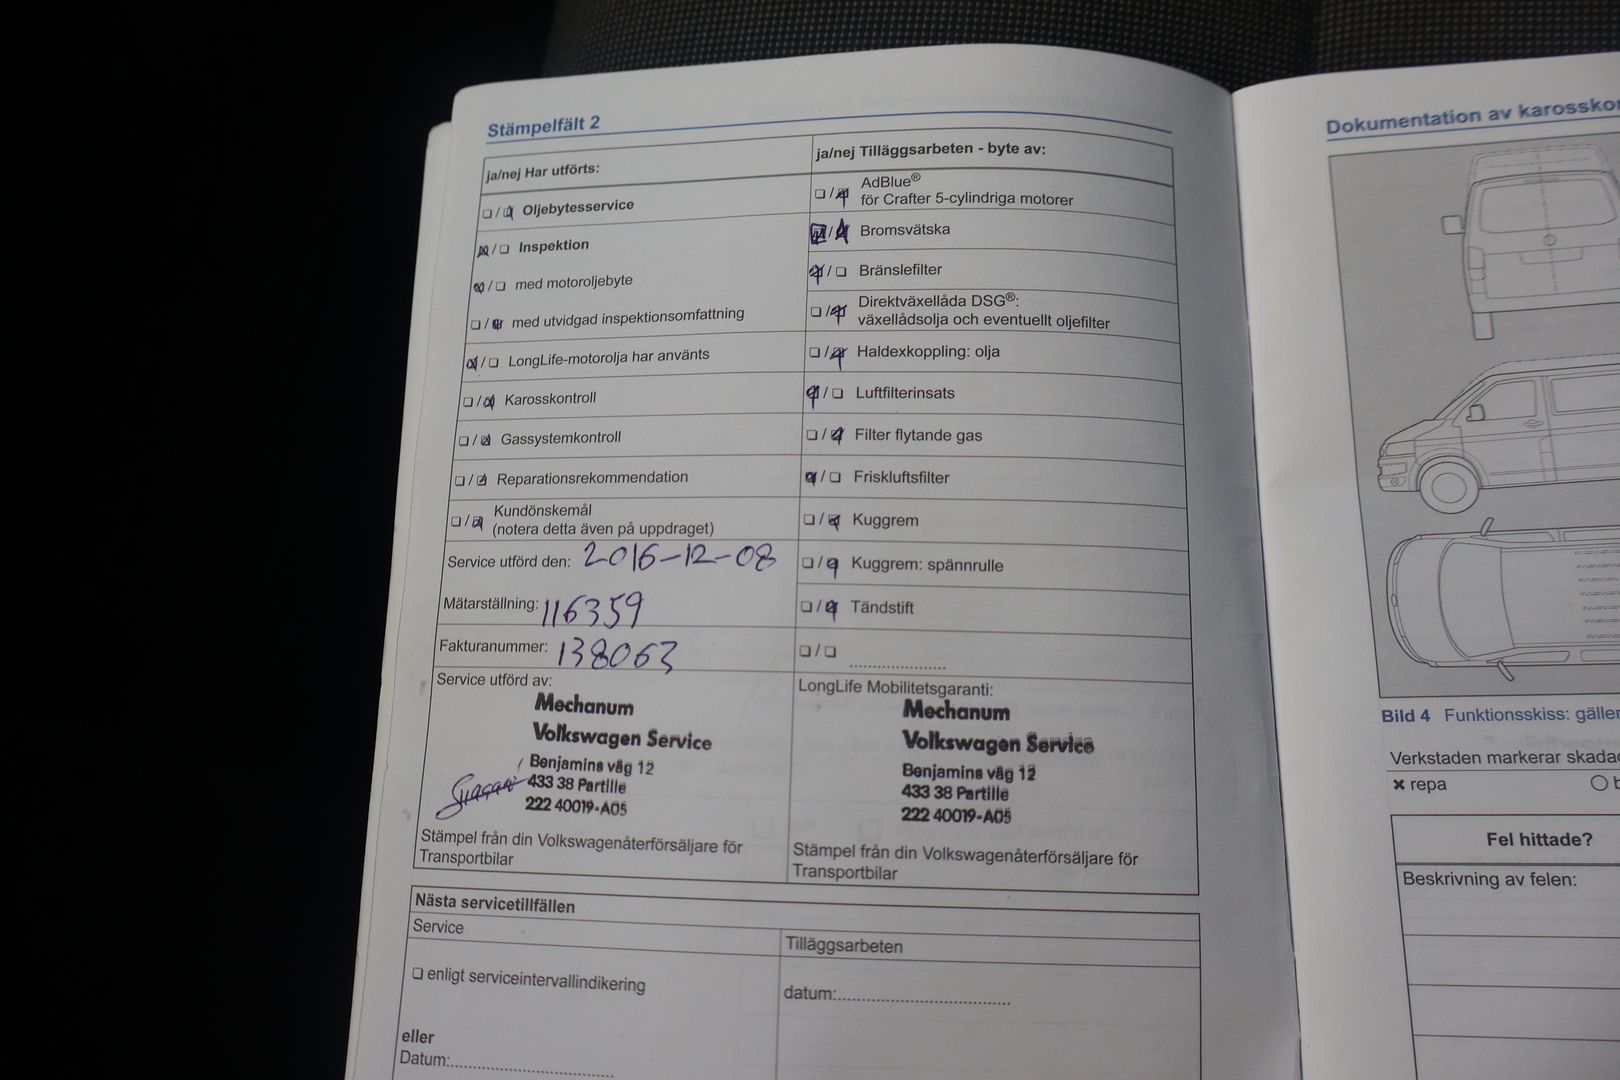 Stämpelfält 2
ja/nej Har utförts:
☐ / ☒ Oljebytesservice
☒ / ☐ Inspektion
☒ / ☐ med motoroljebyte
☐ / ☒ med utvidgad inspektionsomfattning
☒ / ☐ LongLife-motorolja har använts
☐ / ☒ Karosskontroll
☐ / ☒ Gassystemkontroll
☐ / ☒ Reparationsrekommendation
☐ / ☒ Kundönskemål
(notera detta även på uppdraget)
Service utförd den: 2016-12-08
Mätarställning: 116359
Fakturanummer: 138063
Service utförd av:
Mechanum
Volkswagen Service
Benjamins väg 12
433 38 Partille
222 40019-A05
Stämpel från din Volkswagenåterförsäljare för
Transportbilar
ja/nej Tilläggsarbeten - byte av:
☐ / ☒ AdBlue®
för Crafter 5-cylindriga motorer
☒ / ☒ Bromsvätska
☒ / ☐ Bränslefilter
☐ / ☒ Direktväxellåda DSG®:
växellådsolja och eventuellt oljefilter
☐ / ☒ Haldexkoppling: olja
☒ / ☐ Luftfilterinsats
☐ / ☒ Filter flytande gas
☒ / ☐ Friskluftsfilter
☐ / ☒ Kuggrem
☐ / ☒ Kuggrem: spännrulle
☐ / ☒ Tändstift
☐ / ☐ ....................
LongLife Mobilitetsgaranti:
Mechanum
Volkswagen Service
Benjamins väg 12
433 38 Partille
222 40019-A05
Stämpel från din Volkswagenåterförsäljare för
Transportbilar
Nästa servicetillfällen
Service
☐ enligt serviceintervallindikering
eller
Datum:..............................
Tilläggsarbeten
datum:..............................
Dokumentation av
Bild 4 Funktionsskiss:
Verkstaden markerar
× repa
Fel hittade?
Beskrivning av felen: